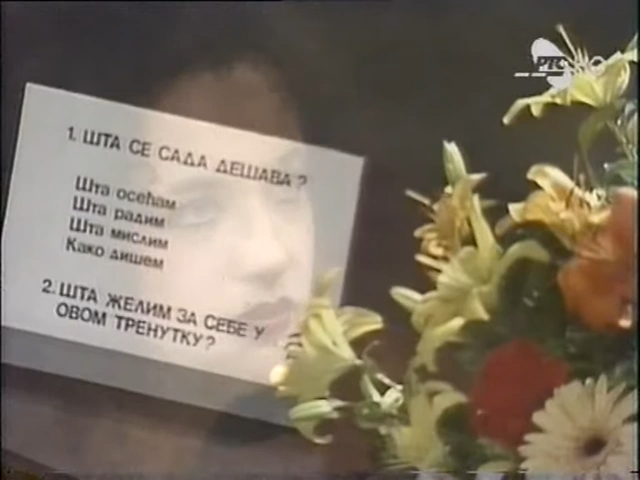 РТС
1. ШТА СЕ САДА ДЕШАВА?
Шта осећам
Шта радим
Шта мислим
Како дишем
2. ШТА ЖЕЛИМ ЗА СЕБЕ У
ОВОМ ТРЕНУТКУ?